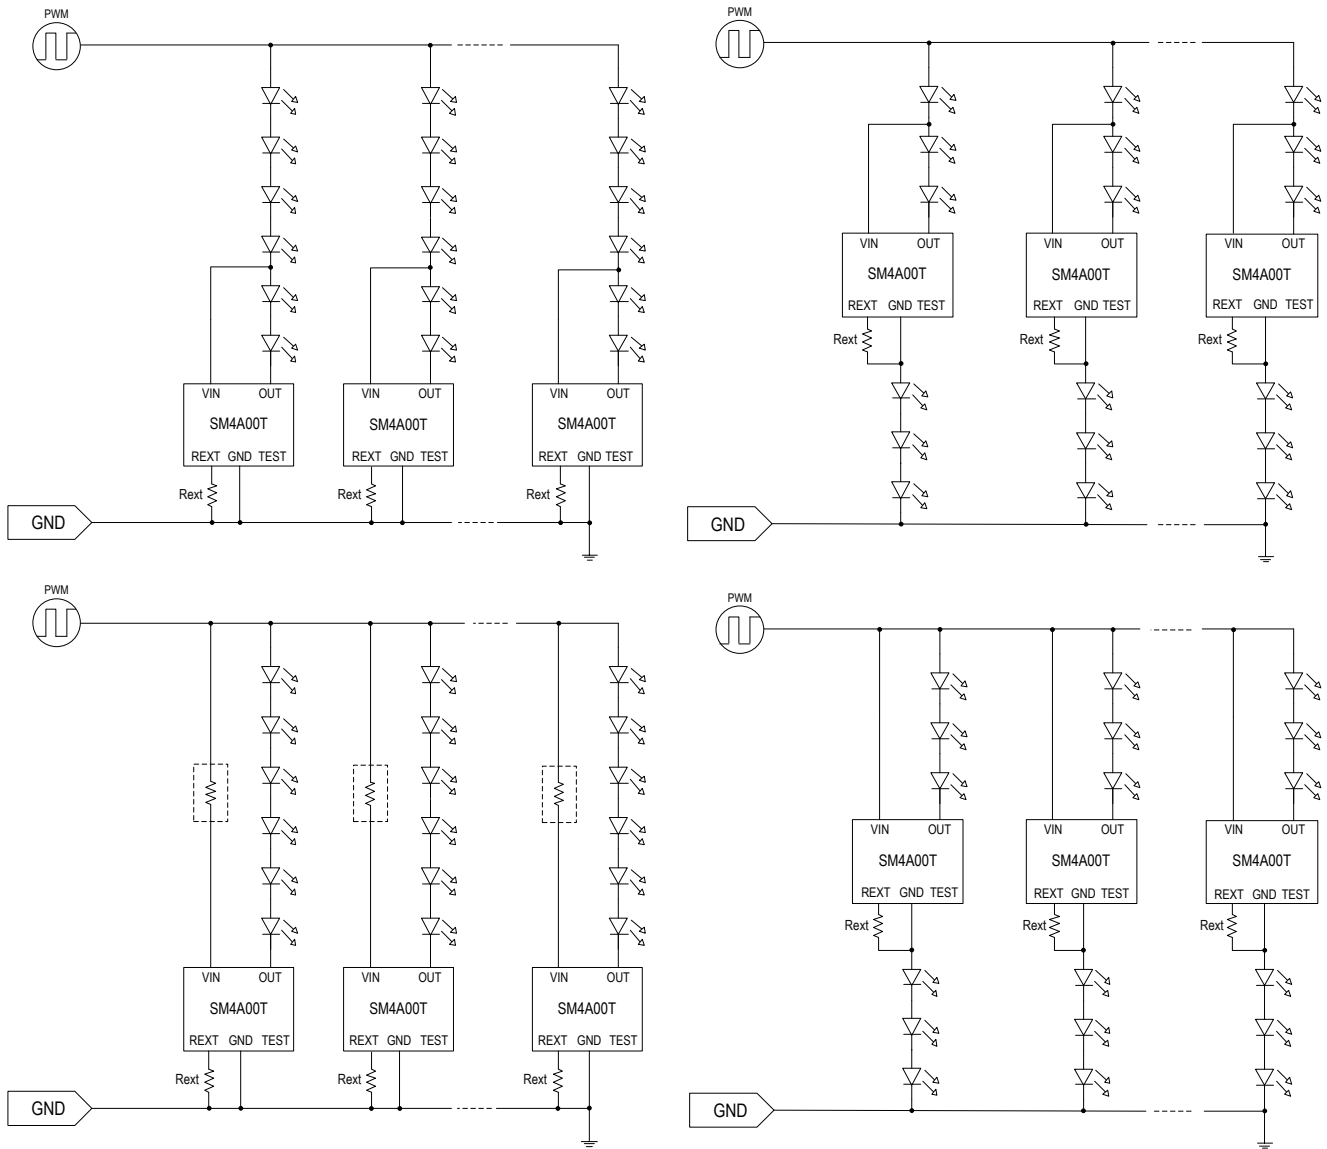 PWM
VIN OUT VIN OUT VIN OUT
SM4A00T SM4A00T SM4A00T
REXT GND TEST REXT GND TEST REXT GND TEST
Rext Rext Rext
GND
PWM
VIN OUT VIN OUT VIN OUT
SM4A00T SM4A00T SM4A00T
REXT GND TEST REXT GND TEST REXT GND TEST
Rext Rext Rext
GND
PWM
VIN OUT VIN OUT VIN OUT
SM4A00T SM4A00T SM4A00T
REXT GND TEST REXT GND TEST REXT GND TEST
Rext Rext Rext
GND
PWM
VIN OUT VIN OUT VIN OUT
SM4A00T SM4A00T SM4A00T
REXT GND TEST REXT GND TEST REXT GND TEST
Rext Rext Rext
GND